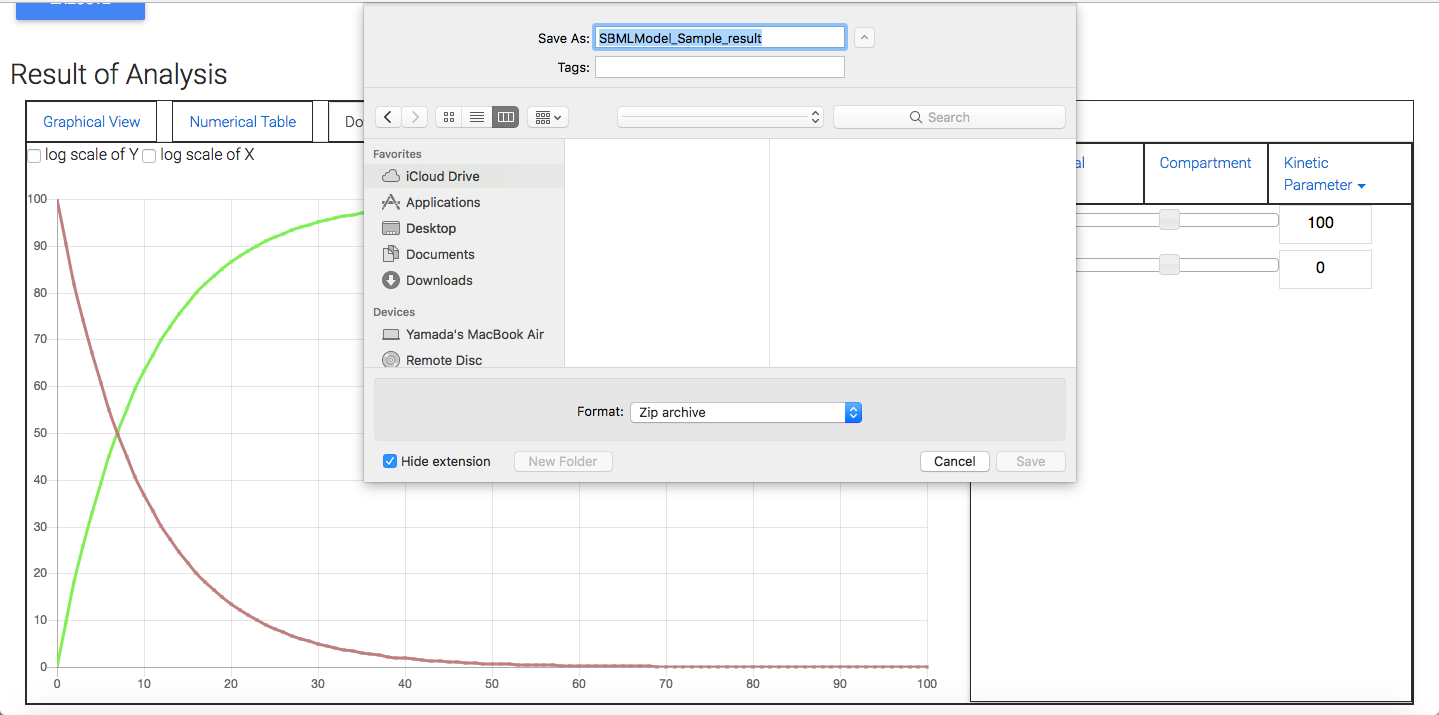 Save As: SBMLModel_Sample_result
Tags:
Result of Analysis
Graphical View
Numerical Table
Search
log scale of Y
log scale of X
Favorites
iCloud Drive
Applications
Desktop
Documents
Downloads
Devices
Yamada's MacBook Air
Remote Disc
Compartment
Kinetic
Parameter
100
0
Format: Zip archive
Hide extension
New Folder
Cancel
Save
100
90
80
70
60
50
40
30
20
10
0
0 10 20 30 40 50 60 70 80 90 100